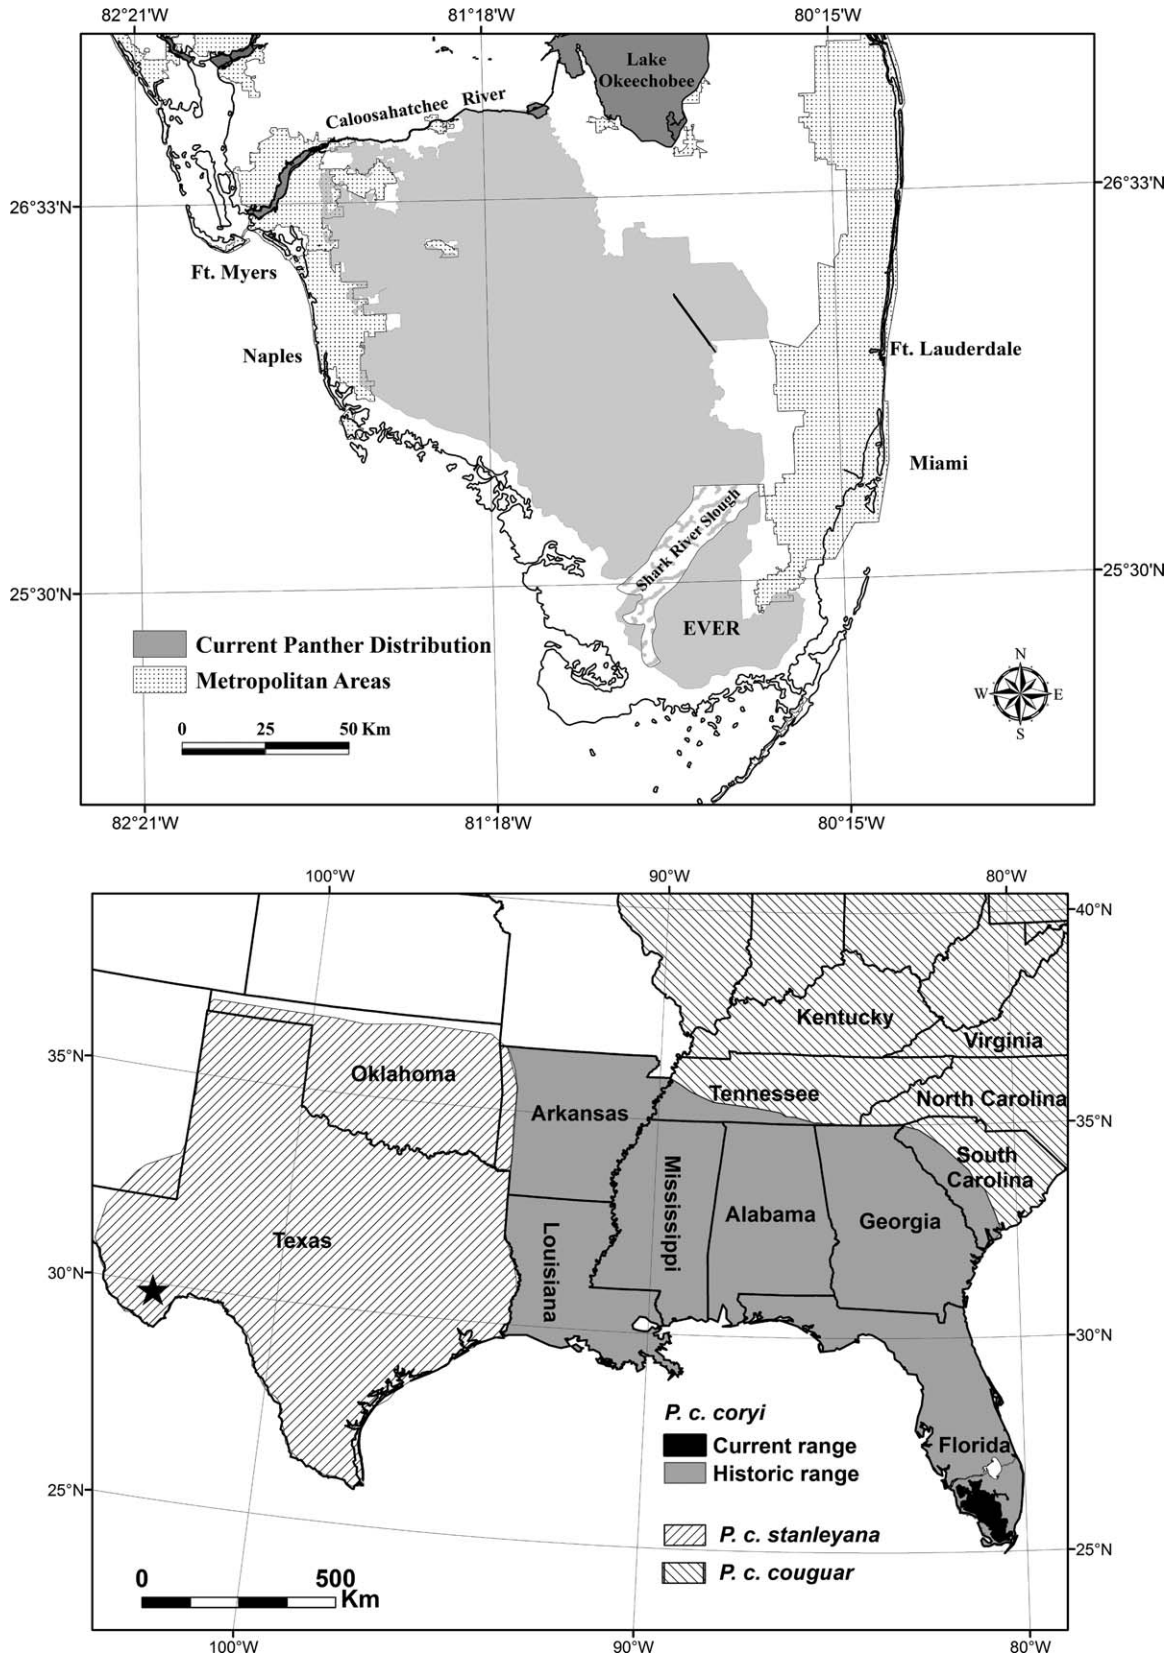 82°21'W 81°18'W 80°15'W
Lake
Okeechobee
Caloosahatchee River
26°33'N 26°33'N
Ft. Myers
Naples
Ft. Lauderdale
Miami
Shark River Slough
25°30'N 25°30'N
EVER
Current Panther Distribution
Metropolitan Areas
0 25 50 Km
N
W E
S
82°21'W 81°18'W 80°15'W
100°W 90°W 80°W
40°N
Kentucky
Virginia
35°N
Oklahoma
Tennessee
North Carolina
Arkansas
35°N
South
Carolina
Mississippi
Alabama
Georgia
Texas
Louisiana
30°N
30°N
P. c. coryi
Current range
Historic range
Florida
25°N
P. c. stanleyana
25°N
P. c. couguar
0 500
Km
100°W 90°W 80°W